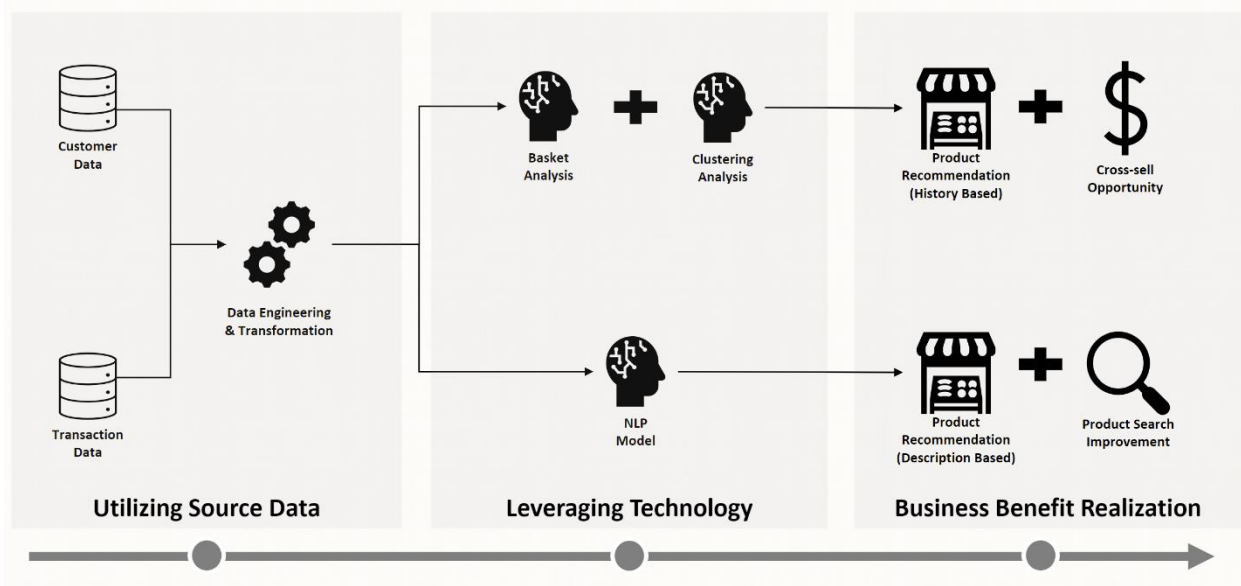 Customer
Data
Transaction
Data
Data Engineering
& Transformation
Utilizing Source Data
Basket
Analysis
Clustering
Analysis
NLP
Model
Leveraging Technology
Product
Recommendation
(History Based)
Cross-sell
Opportunity
Product
Recommendation
(Description Based)
Product Search
Improvement
Business Benefit Realization